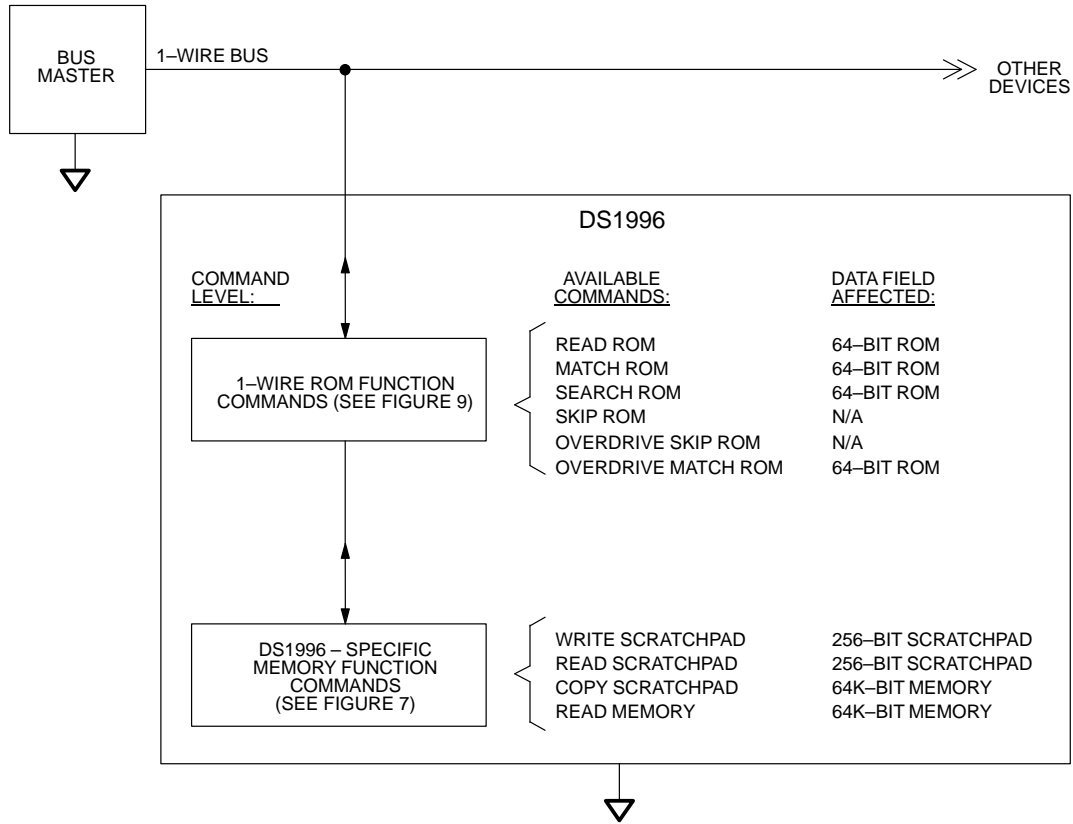 BUS
MASTER
1–WIRE BUS
OTHER
DEVICES
DS1996
COMMAND
LEVEL:
AVAILABLE
COMMANDS:
DATA FIELD
AFFECTED:
1–WIRE ROM FUNCTION
COMMANDS (SEE FIGURE 9)
READ ROM 64–BIT ROM
MATCH ROM 64–BIT ROM
SEARCH ROM 64–BIT ROM
SKIP ROM N/A
OVERDRIVE SKIP ROM N/A
OVERDRIVE MATCH ROM 64–BIT ROM
DS1996 – SPECIFIC
MEMORY FUNCTION
COMMANDS
(SEE FIGURE 7)
WRITE SCRATCHPAD 256–BIT SCRATCHPAD
READ SCRATCHPAD 256–BIT SCRATCHPAD
COPY SCRATCHPAD 64K–BIT MEMORY
READ MEMORY 64K–BIT MEMORY